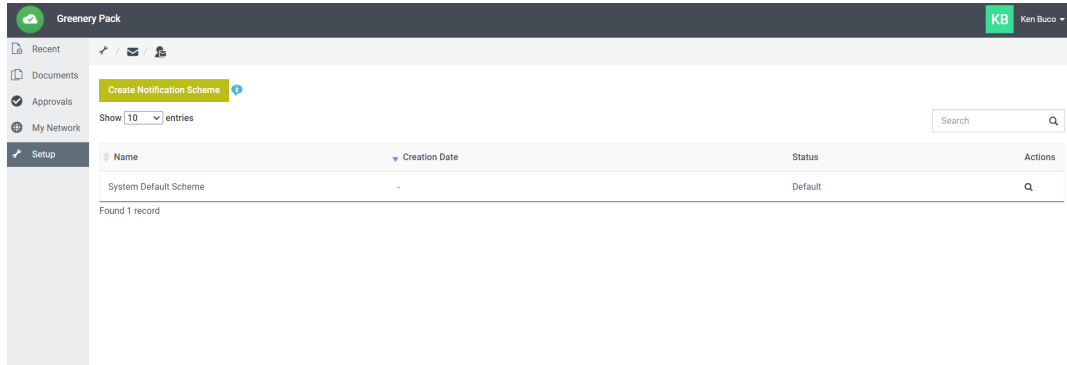 Greenery Pack
KB Ken Buco
Recent
Documents
Approvals
My Network
Setup
Create Notification Scheme
Show 10 entries
Search
Name Creation Date Status Actions
System Default Scheme - Default
Found 1 record